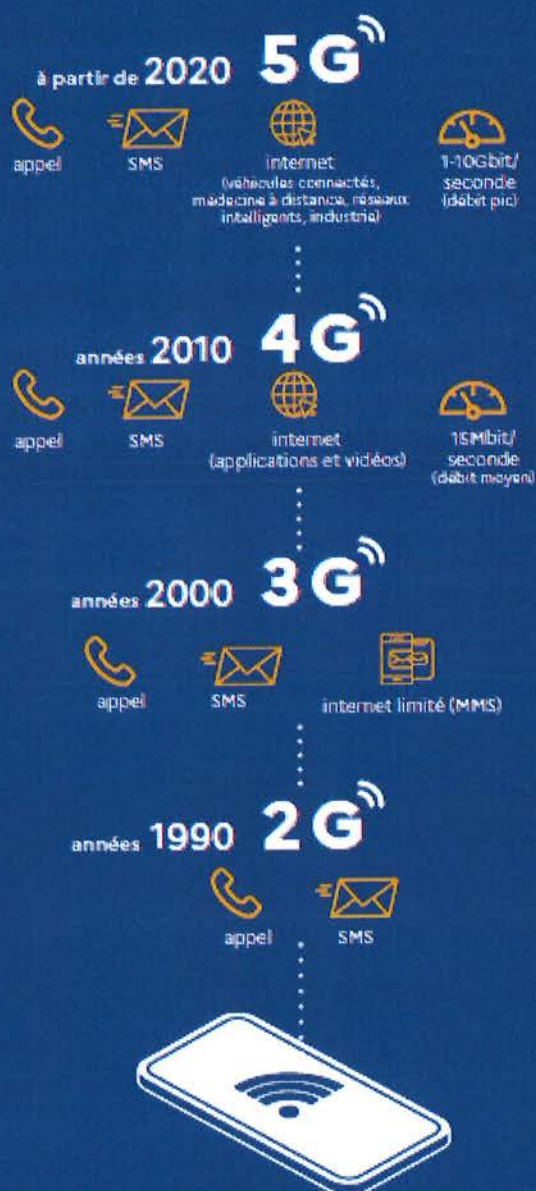 à partir de 2020 5G
appel
SMS
internet
(véhicules connectés,
médecine à distance, réseaux
intelligents, industrie)
1-10Gbit/
seconde
(débit pic)
années 2010 4G
appel
SMS
internet
(applications et vidéos)
15Mbit/
seconde
(débit moyen)
années 2000 3G
appel
SMS
internet limité (MMS)
années 1990 2G
appel
SMS